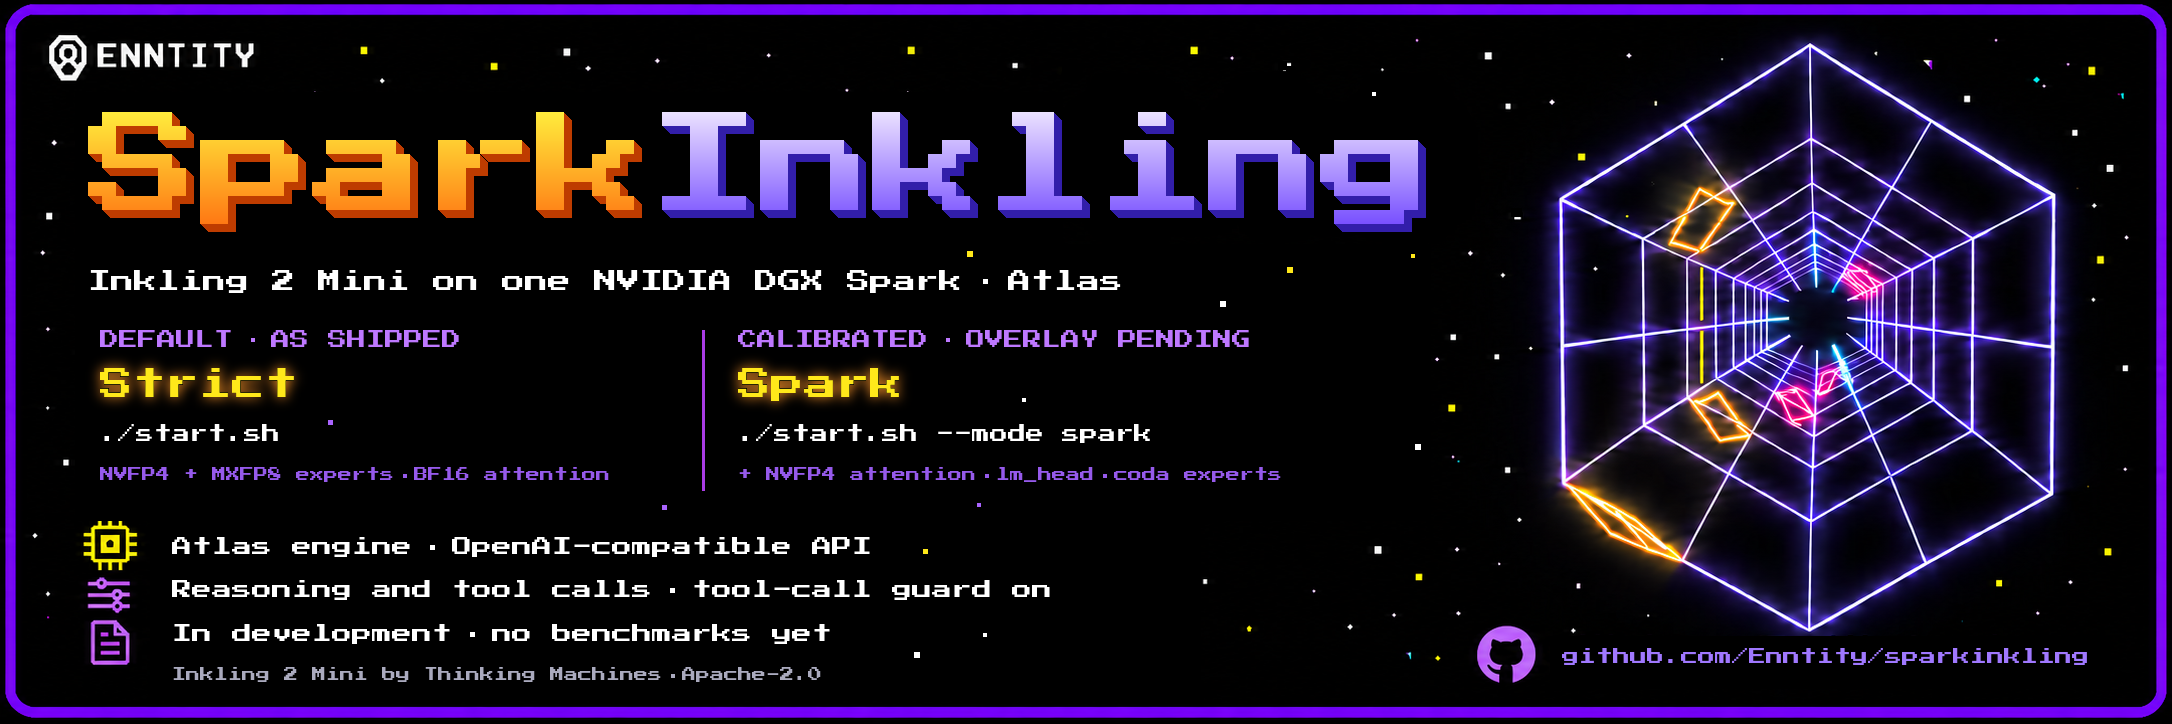 ENNTITY
SparkInkling
Inkling 2 Mini on one NVIDIA DGX Spark · Atlas
DEFAULT · AS SHIPPED
Strict
./start.sh
NVFP4 + MXFP8 experts · BF16 attention
CALIBRATED · OVERLAY PENDING
Spark
./start.sh --mode spark
+ NVFP4 attention · lm_head · coda experts
Atlas engine · OpenAI-compatible API
Reasoning and tool calls · tool-call guard on
In development · no benchmarks yet
Inkling 2 Mini by Thinking Machines · Apache-2.0
github.com/Enntity/sparkinkling